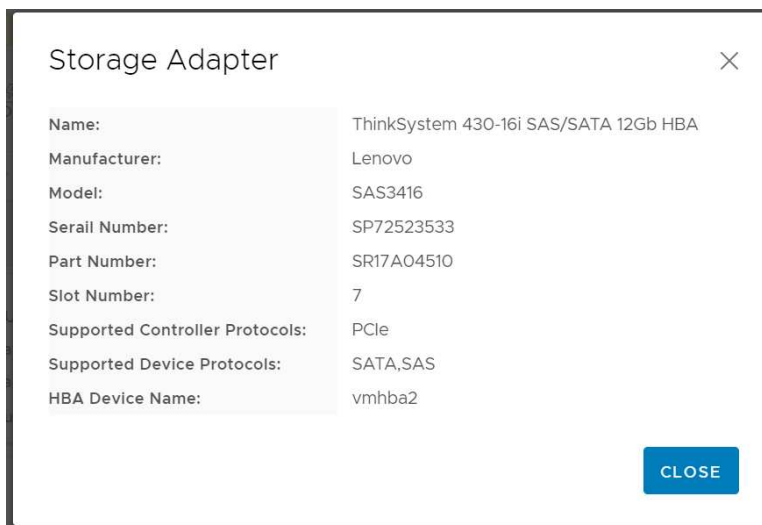 Storage Adapter
Name: ThinkSystem 430-16i SAS/SATA 12Gb HBA
Manufacturer: Lenovo
Model: SAS3416
Serail Number: SP72523533
Part Number: SR17A04510
Slot Number: 7
Supported Controller Protocols: PCIe
Supported Device Protocols: SATA,SAS
HBA Device Name: vmhba2
CLOSE